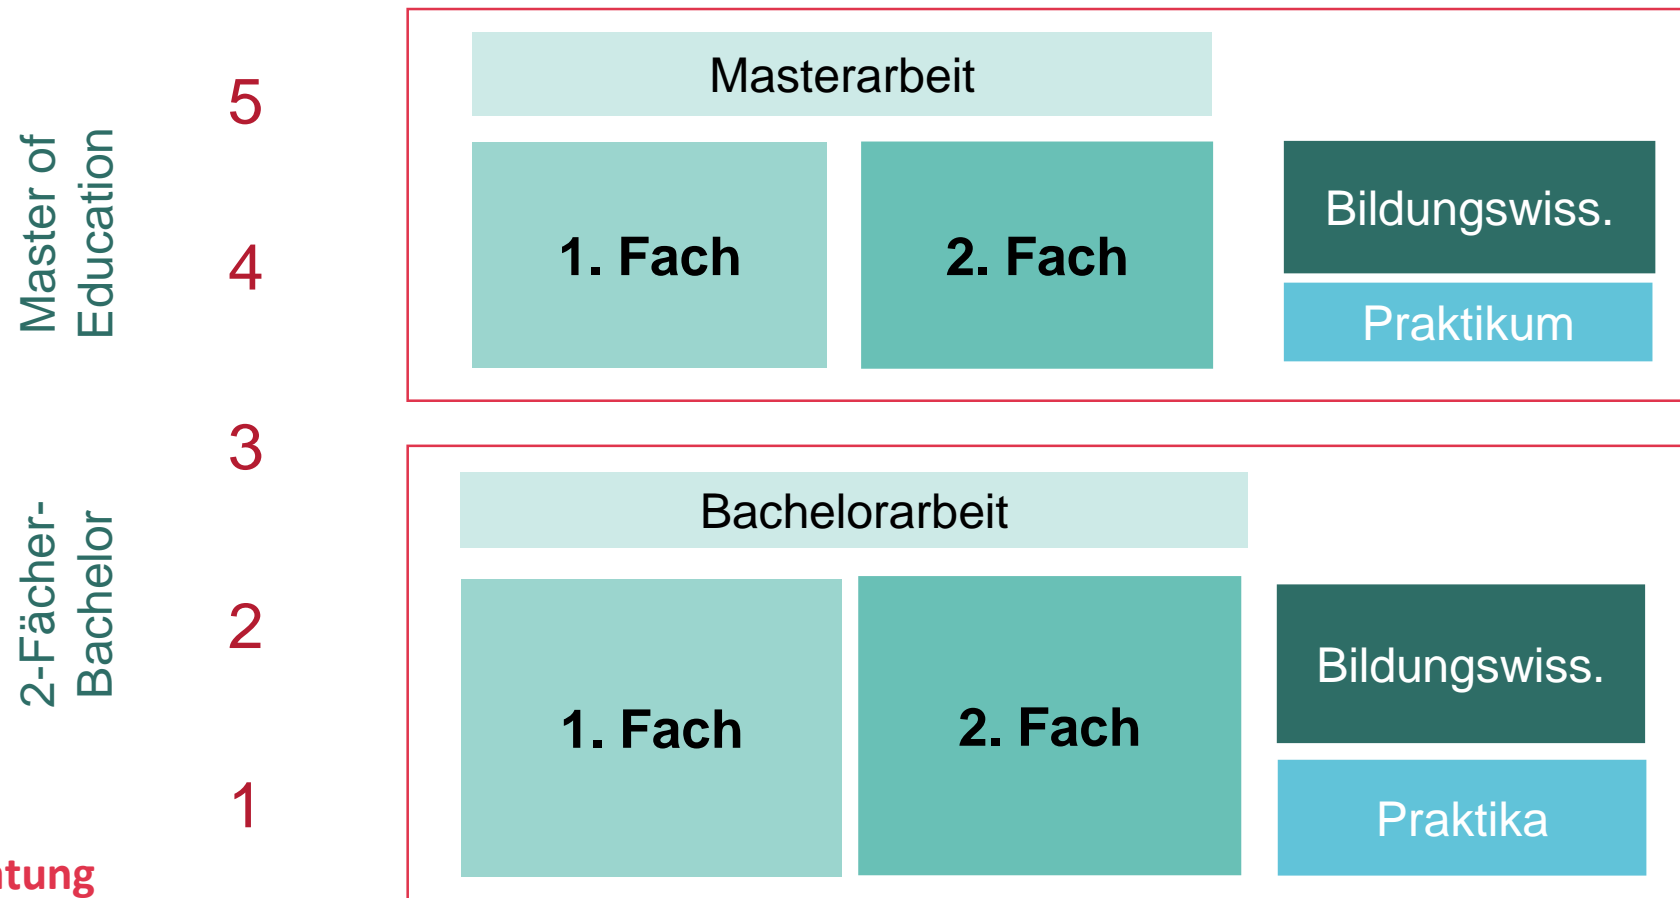 Master of
Education
5
4
Masterarbeit
1. Fach
2. Fach
Bildungswiss.
Praktikum
2-Fächer-
Bachelor
3
2
1
Bachelorarbeit
1. Fach
2. Fach
Bildungswiss.
Praktika